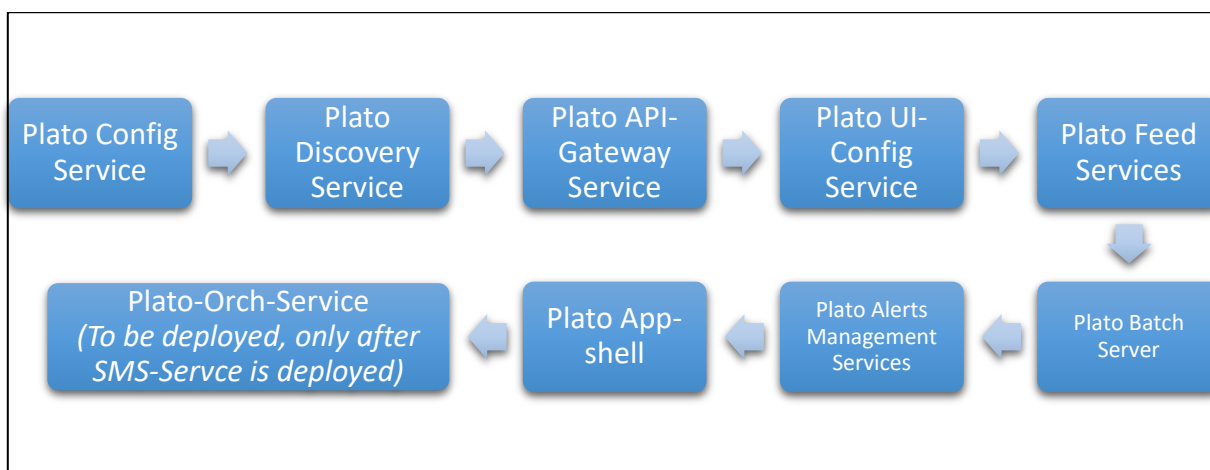 Plato Config
Service
Plato
Discovery
Service
Plato API-
Gateway
Service
Plato UI-
Config
Service
Plato Feed
Services
Plato Batch
Server
Plato Alerts
Management
Services
Plato App-
shell
Plato-Orch-Service
(To be deployed, only after
SMS-Servce is deployed)